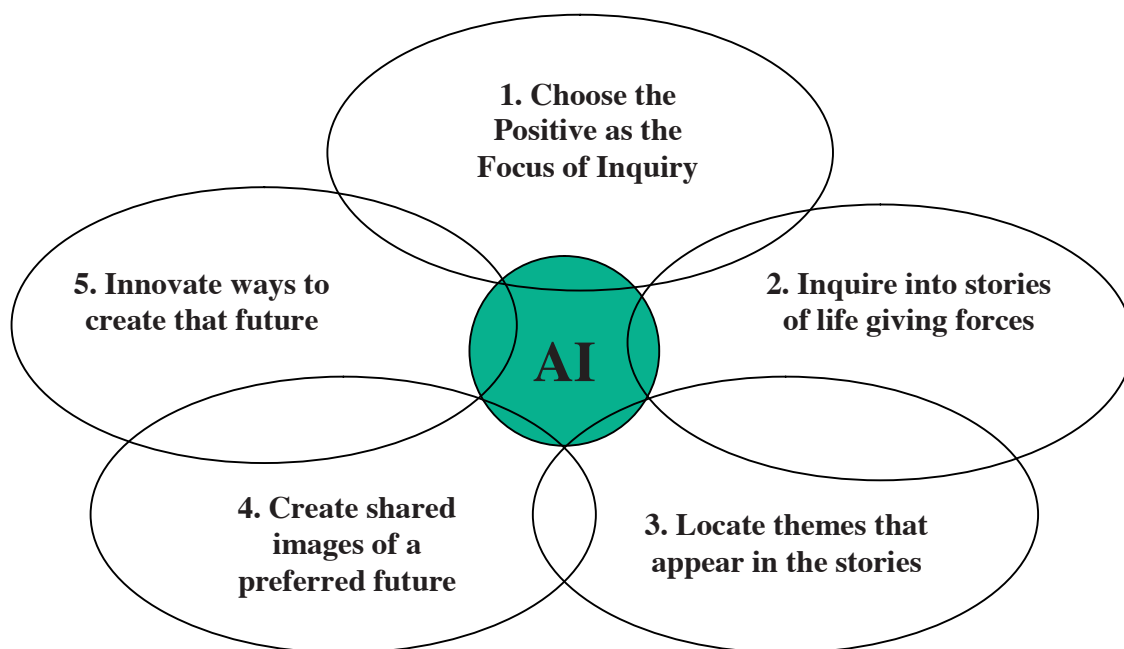 1. Choose the
Positive as the
Focus of Inquiry
2. Inquire into stories
of life giving forces
3. Locate themes that
appear in the stories
4. Create shared
images of a
preferred future
5. Innovate ways to
create that future
AI